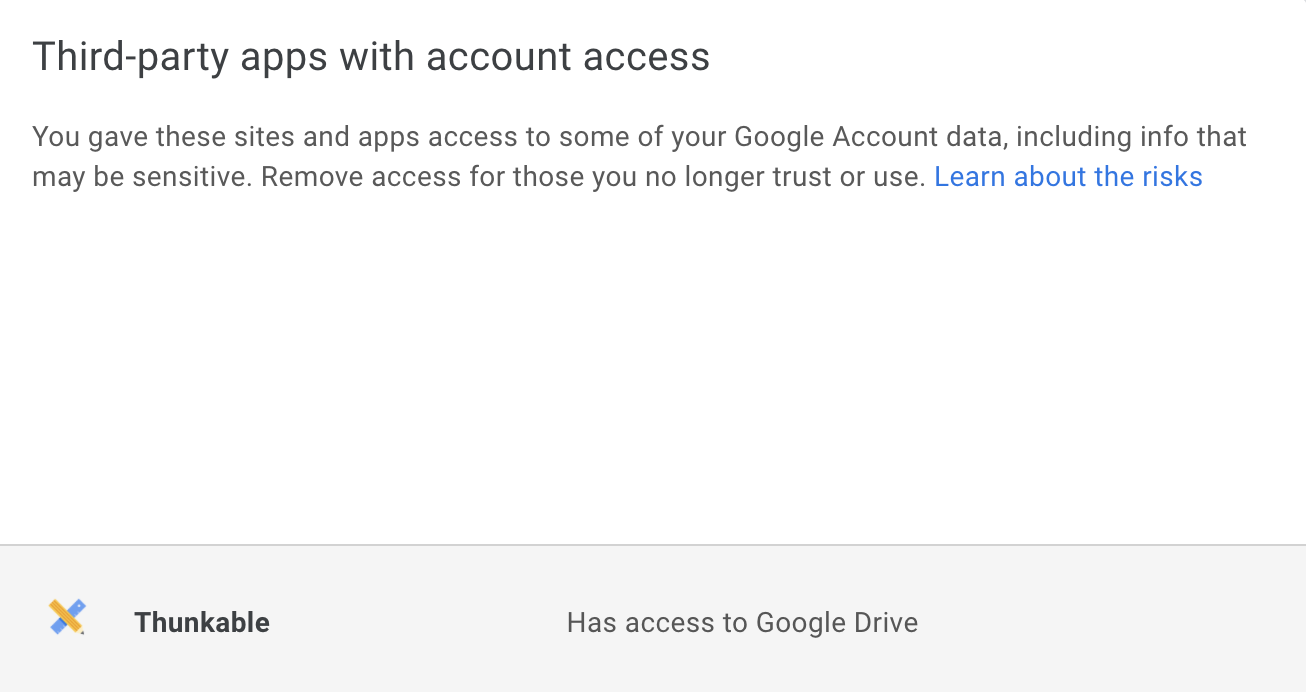 Third-party apps with account access
You gave these sites and apps access to some of your Google Account data, including info that
may be sensitive. Remove access for those you no longer trust or use. Learn about the risks
Thunkable Has access to Google Drive